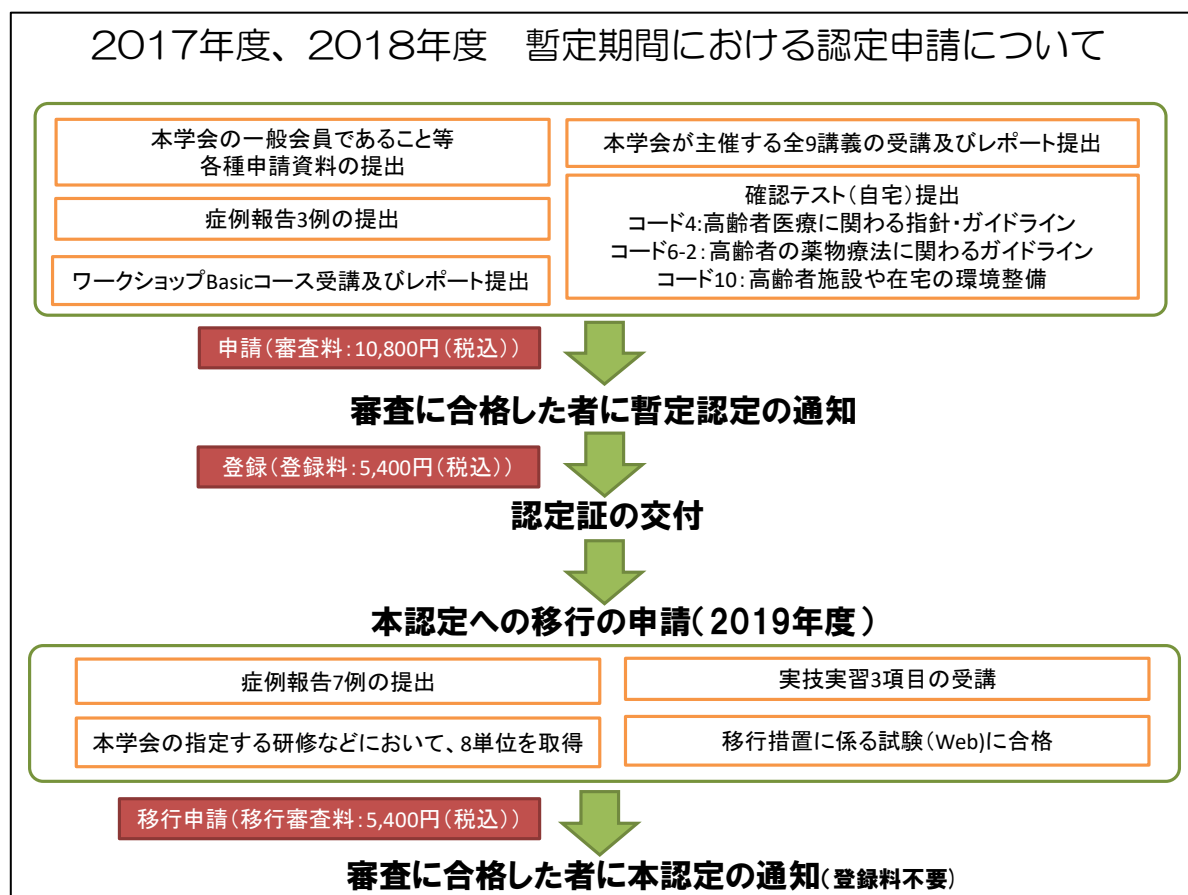 2017年度、2018年度　暫定期間における認定申請について
本学会の一般会員であること等
各種申請資料の提出
症例報告3例の提出
ワークショップBasicコース受講及びレポート提出
本学会が主催する全9講義の受講及びレポート提出
確認テスト(自宅)提出
コード4:高齢者医療に関わる指針・ガイドライン
コード6-2:高齢者の薬物療法に関わるガイドライン
コード10:高齢者施設や在宅の環境整備
申請(審査料:10,800円(税込))
審査に合格した者に暫定認定の通知
登録(登録料:5,400円(税込))
認定証の交付
本認定への移行の申請(2019年度)
症例報告7例の提出
実技実習3項目の受講
本学会の指定する研修などにおいて、8単位を取得
移行措置に係る試験(Web)に合格
移行申請(移行審査料:5,400円(税込))
審査に合格した者に本認定の通知(登録料不要)